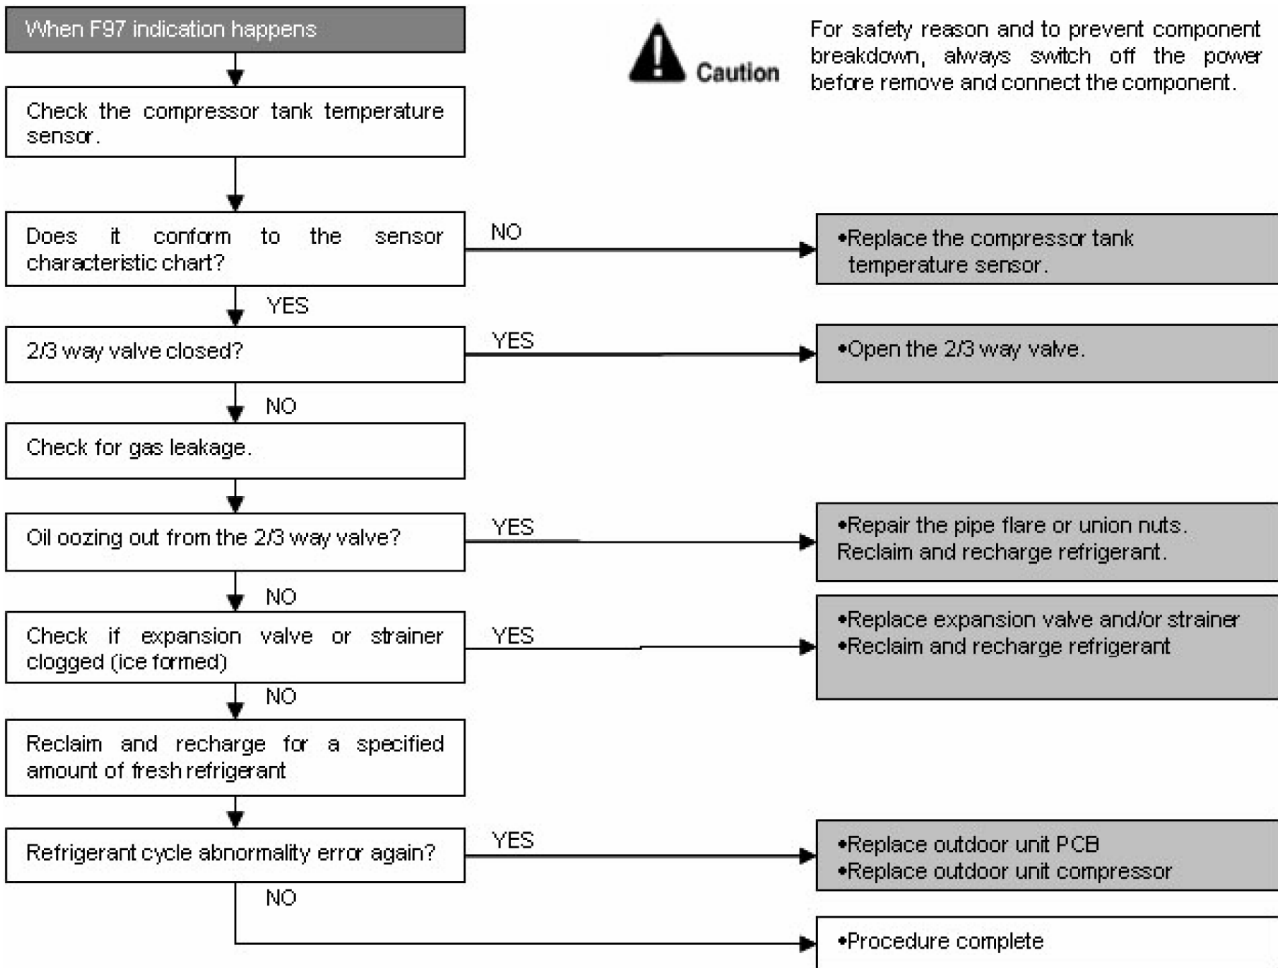 When F97 indication happens
Caution
For safety reason and to prevent component
breakdown, always switch off the power
before remove and connect the component.
Check the compressor tank temperature
sensor.
Does it conform to the sensor
characteristic chart?
NO
•Replace the compressor tank
temperature sensor.
YES
2/3 way valve closed?
YES
•Open the 2/3 way valve.
NO
Check for gas leakage.
Oil oozing out from the 2/3 way valve?
YES
•Repair the pipe flare or union nuts.
Reclaim and recharge refrigerant.
NO
Check if expansion valve or strainer
clogged (ice formed)
YES
•Replace expansion valve and/or strainer
•Reclaim and recharge refrigerant
NO
Reclaim and recharge for a specified
amount of fresh refrigerant
Refrigerant cycle abnormality error again?
YES
•Replace outdoor unit PCB
•Replace outdoor unit compressor
NO
•Procedure complete